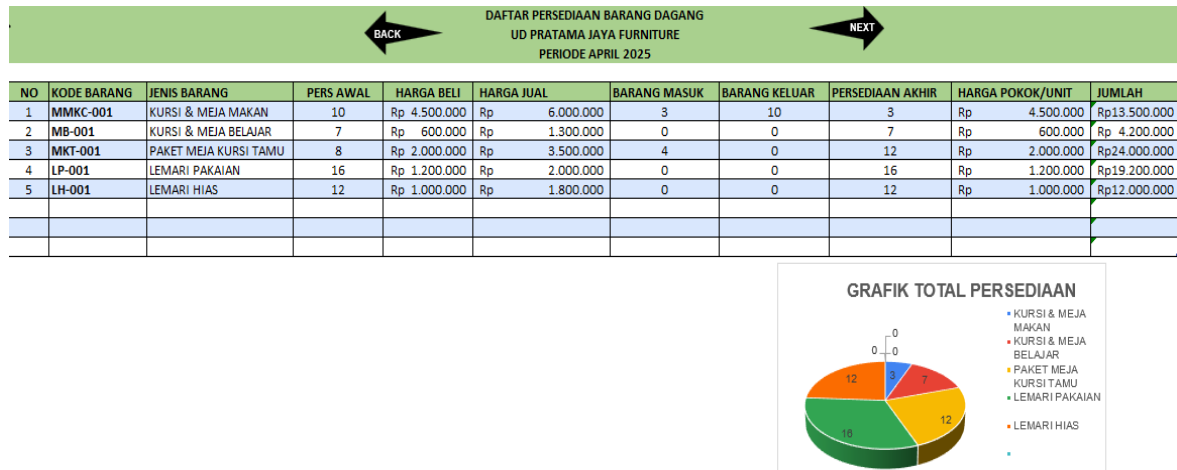 DAFTAR PERSEDIAAN BARANG DAGANG
BACK UD PRATAMA JAYA FURNITURE NEXT
PERIODE APRIL 2025
NO KODE BARANG JENIS BARANG PERS AWAL HARGA BELI HARGA JUAL BARANG MASUK BARANG KELUAR PERSEDIAAN AKHIR HARGA POKOK/UNIT JUMLAH
1 MMKC-001 KURSI & MEJA MAKAN 10 Rp 4.500.000 Rp 6.000.000 3 10 3 Rp 4.500.000 Rp13.500.000
2 MB-001 KURSI & MEJA BELAJAR 7 Rp 600.000 Rp 1.300.000 0 0 7 Rp 600.000 Rp 4.200.000
3 MKT-001 PAKET MEJA KURSI TAMU 8 Rp 2.000.000 Rp 3.500.000 4 0 12 Rp 2.000.000 Rp24.000.000
4 LP-001 LEMARI PAKAIAN 16 Rp 1.200.000 Rp 2.000.000 0 0 16 Rp 1.200.000 Rp19.200.000
5 LH-001 LEMARI HIAS 12 Rp 1.000.000 Rp 1.800.000 0 0 12 Rp 1.000.000 Rp12.000.000
GRAFIK TOTAL PERSEDIAAN
0
0 0
3
7
12
16
12
KURSI & MEJA
MAKAN
KURSI & MEJA
BELAJAR
PAKET MEJA
KURSI TAMU
LEMARI PAKAIAN
LEMARI HIAS